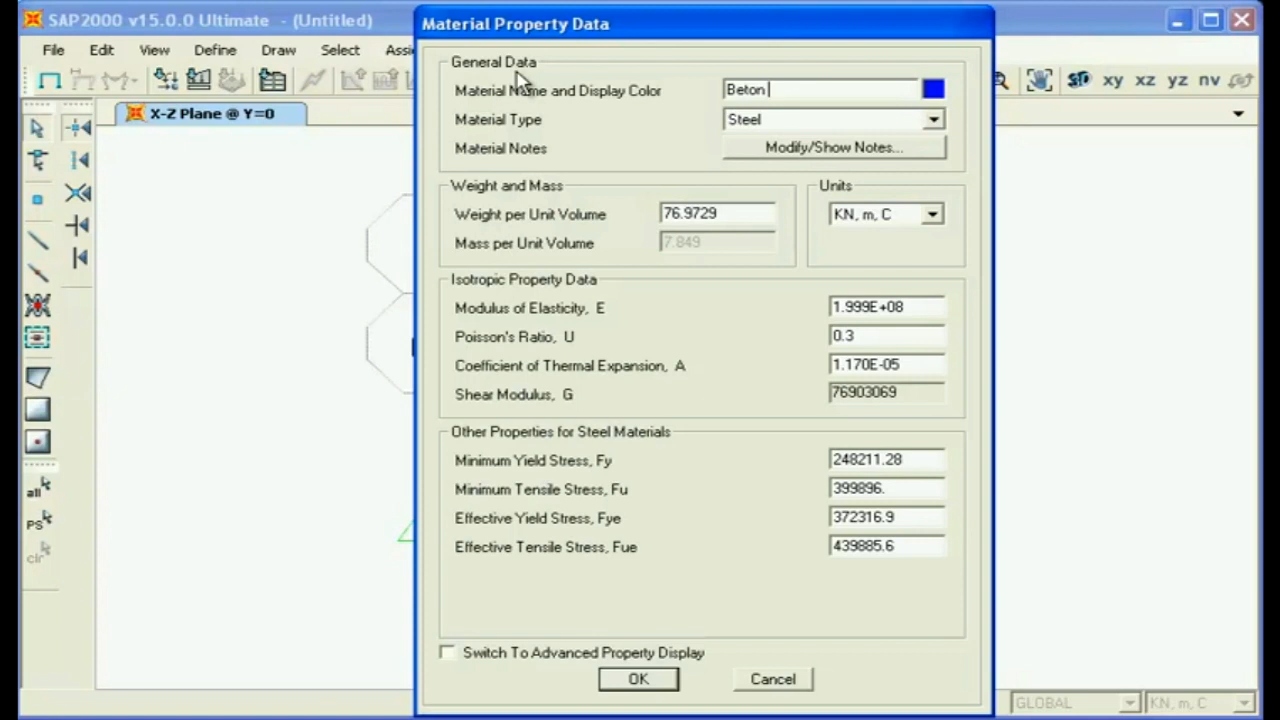 SAP2000 v15.0.0 Ultimate - (Untitled)
Material Property Data
File Edit View Define Draw Select
General Data
Material Name and Display Color Beton
xy xz yz nv
X-Z Plane @ Y=0
Material Type Steel
Material Notes Modify/Show Notes...
Weight and Mass
Units
Weight per Unit Volume 76.9729
KN, m, C
Mass per Unit Volume 7.849
Isotropic Property Data
Modulus of Elasticity, E 1.999E+08
Poisson's Ratio, U 0.3
Coefficient of Thermal Expansion, A 1.170E-05
Shear Modulus, G 76903069
Other Properties for Steel Materials
Minimum Yield Stress, Fy 248211.28
Minimum Tensile Stress, Fu 399896.
Effective Yield Stress, Fye 372316.9
Effective Tensile Stress, Fue 439885.6
all
PS
clr
Switch To Advanced Property Display
OK Cancel
GLOBAL KN, m, C